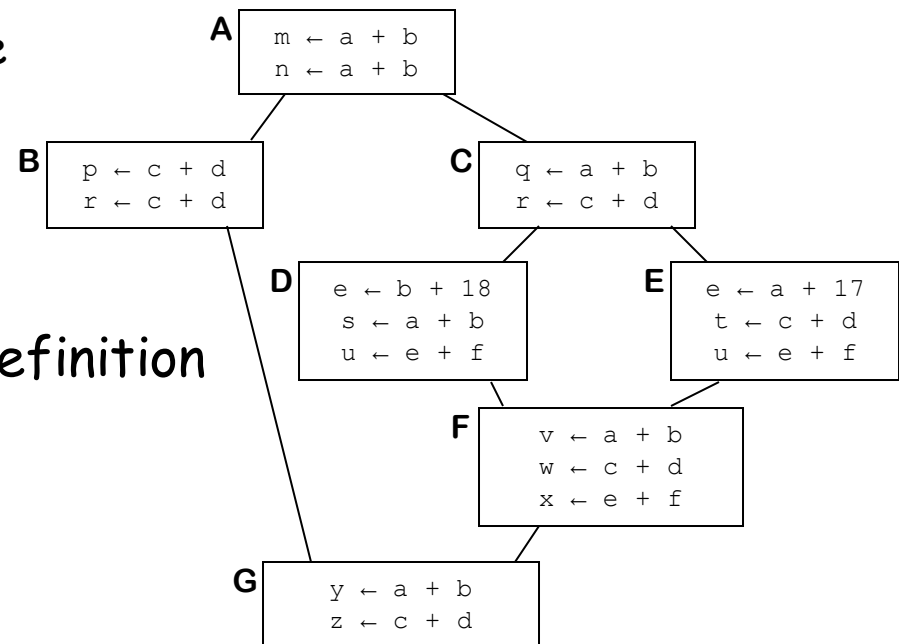 A
m ← a + b
n ← a + b
B
p ← c + d
r ← c + d
C
q ← a + b
r ← c + d
D
e ← b + 18
s ← a + b
u ← e + f
E
e ← a + 17
t ← c + d
u ← e + f
efinition
F
v ← a + b
w ← c + d
x ← e + f
G
y ← a + b
z ← c + d